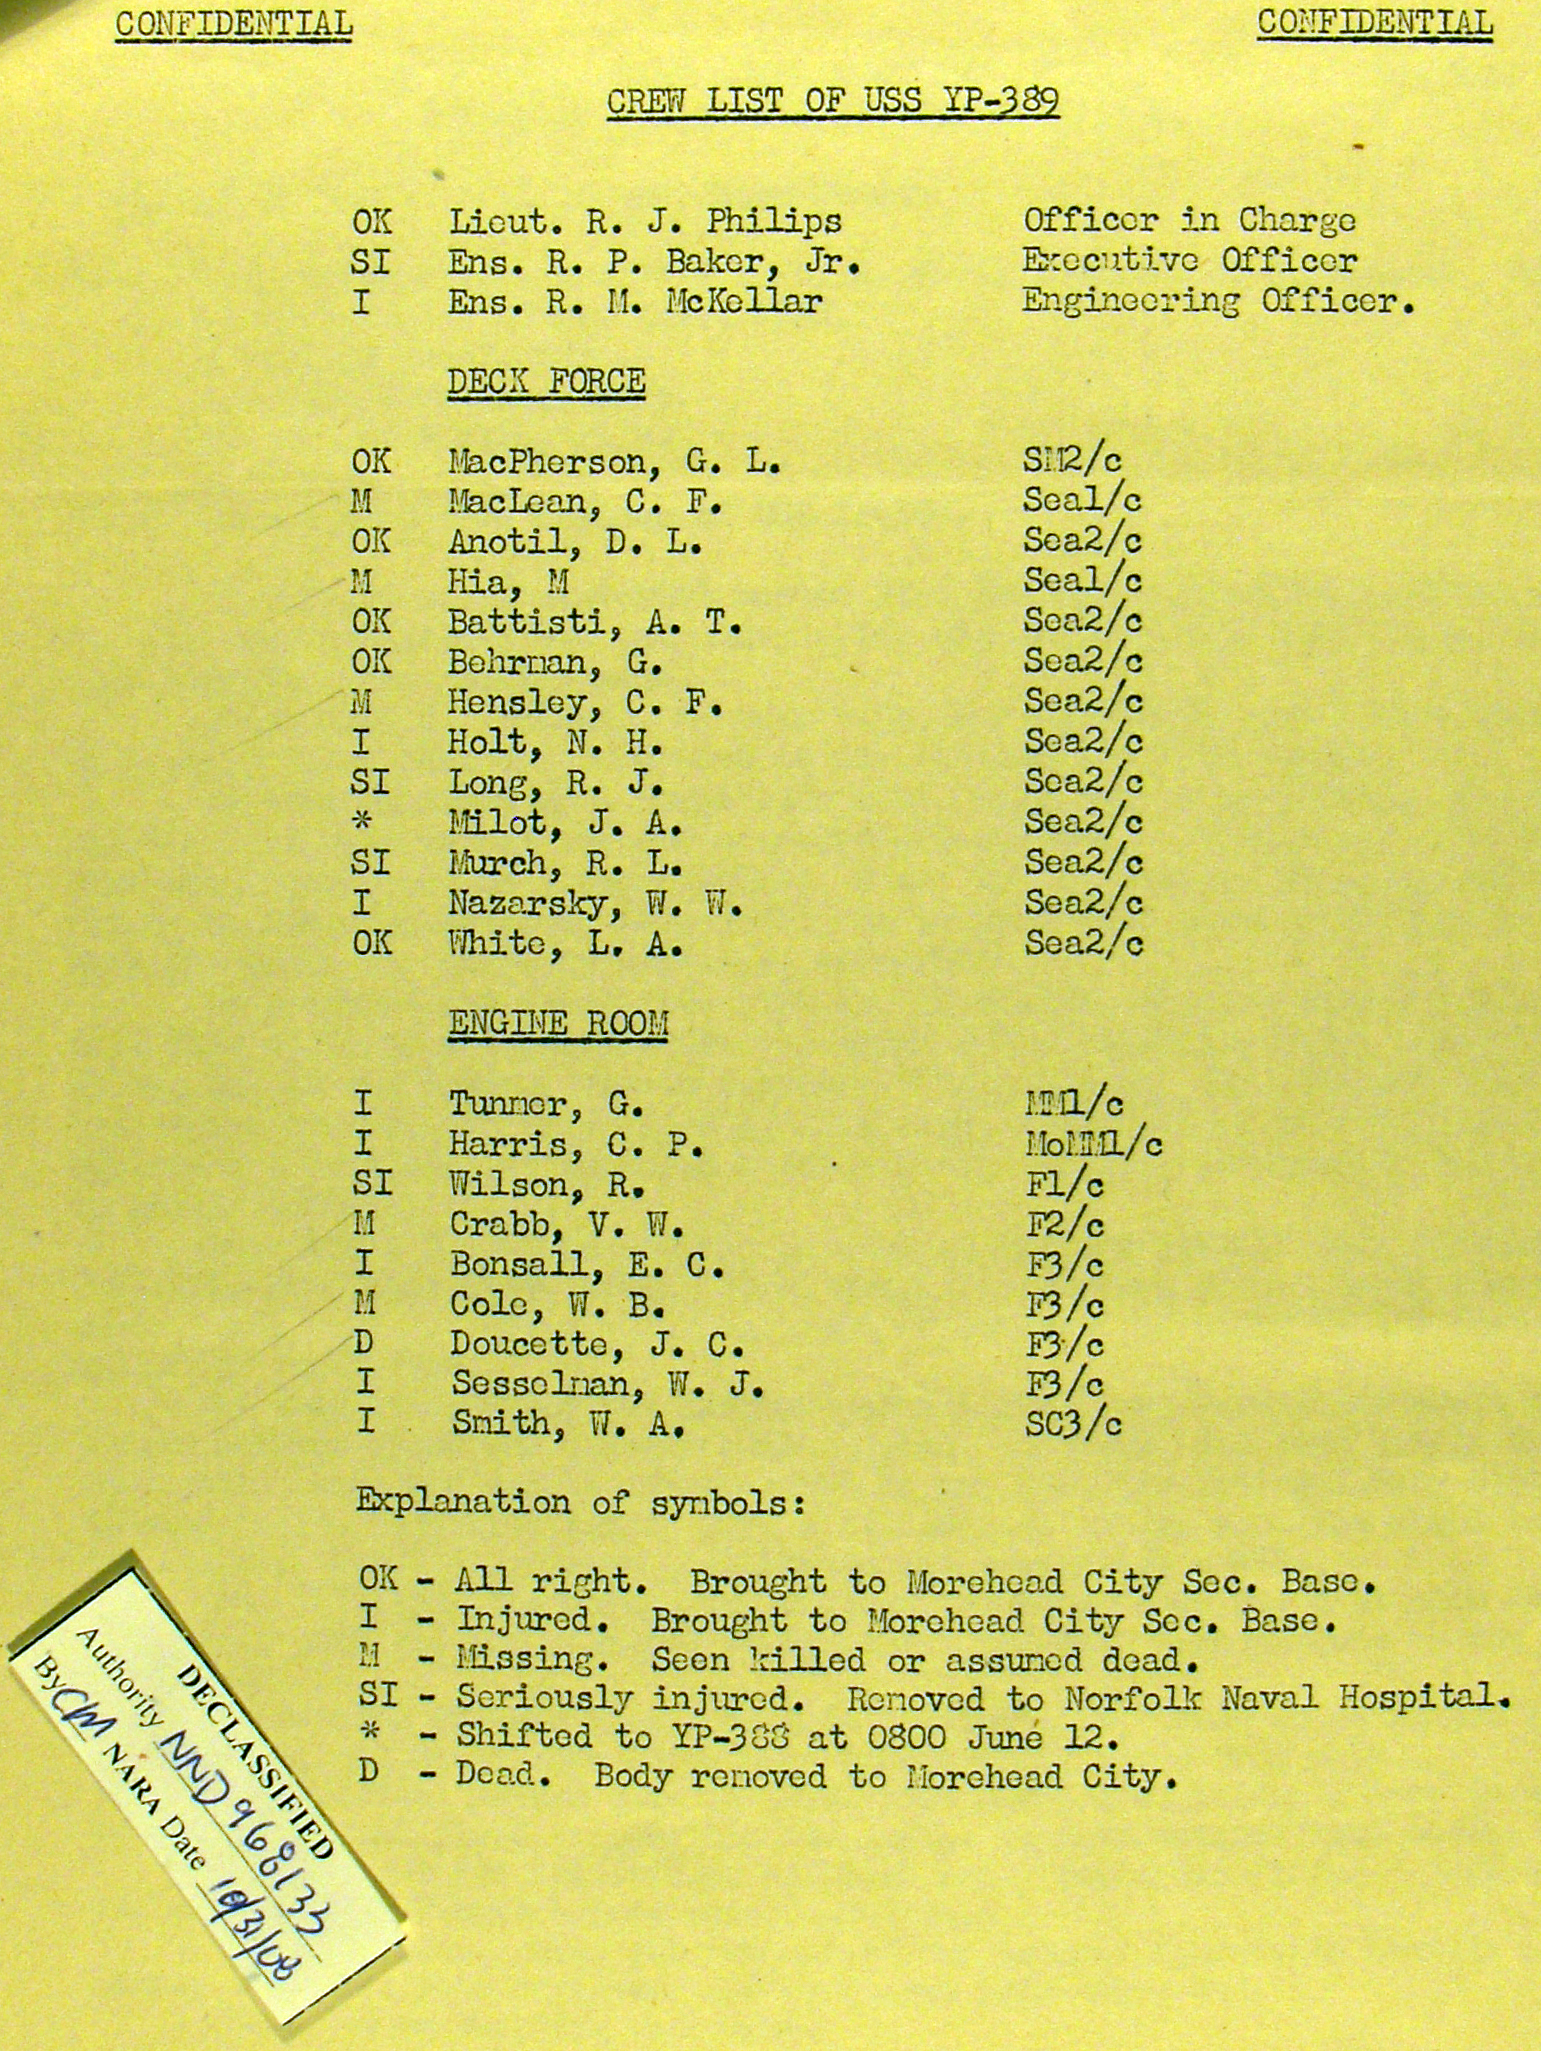 CONFIDENTIAL CONFIDENTIAL
CREW LIST OF USS YP-389
OK Lieut. R. J. Philips Officer in Charge
SI Ens. R. P. Baker, Jr. Executive Officer
I Ens. R. M. McKellar Engineering Officer.
DECK FORCE
OK MacPherson, G. L. SM2/c
M MacLean, C. F. Sea1/c
OK Anotil, D. L. Sea2/c
M Hia, M Sea1/c
OK Battisti, A. T. Sea2/c
OK Behrman, G. Sea2/c
M Hensley, C. F. Sea2/c
I Holt, N. H. Sea2/c
SI Long, R. J. Sea2/c
* Milot, J. A. Sea2/c
SI Murch, R. L. Sea2/c
I Nazarsky, W. W. Sea2/c
OK White, L. A. Sea2/c
ENGINE ROOM
I Tunner, G. MM1/c
I Harris, C. P. MoMM1/c
SI Wilson, R. F1/c
M Crabb, V. W. F2/c
I Bonsall, E. C. F3/c
M Cole, W. B. F3/c
D Doucette, J. C. F3/c
I Sesselman, W. J. F3/c
I Smith, W. A. SC3/c
Explanation of symbols:
OK - All right. Brought to Morehead City Sec. Base.
I - Injured. Brought to Morehead City Sec. Base.
M - Missing. Seen killed or assumed dead.
SI - Seriously injured. Removed to Norfolk Naval Hospital.
* - Shifted to YP-388 at 0800 June 12.
D - Dead. Body removed to Morehead City.
DECLASSIFIED
Authority NND968133
By CM NARA Date 10/31/08